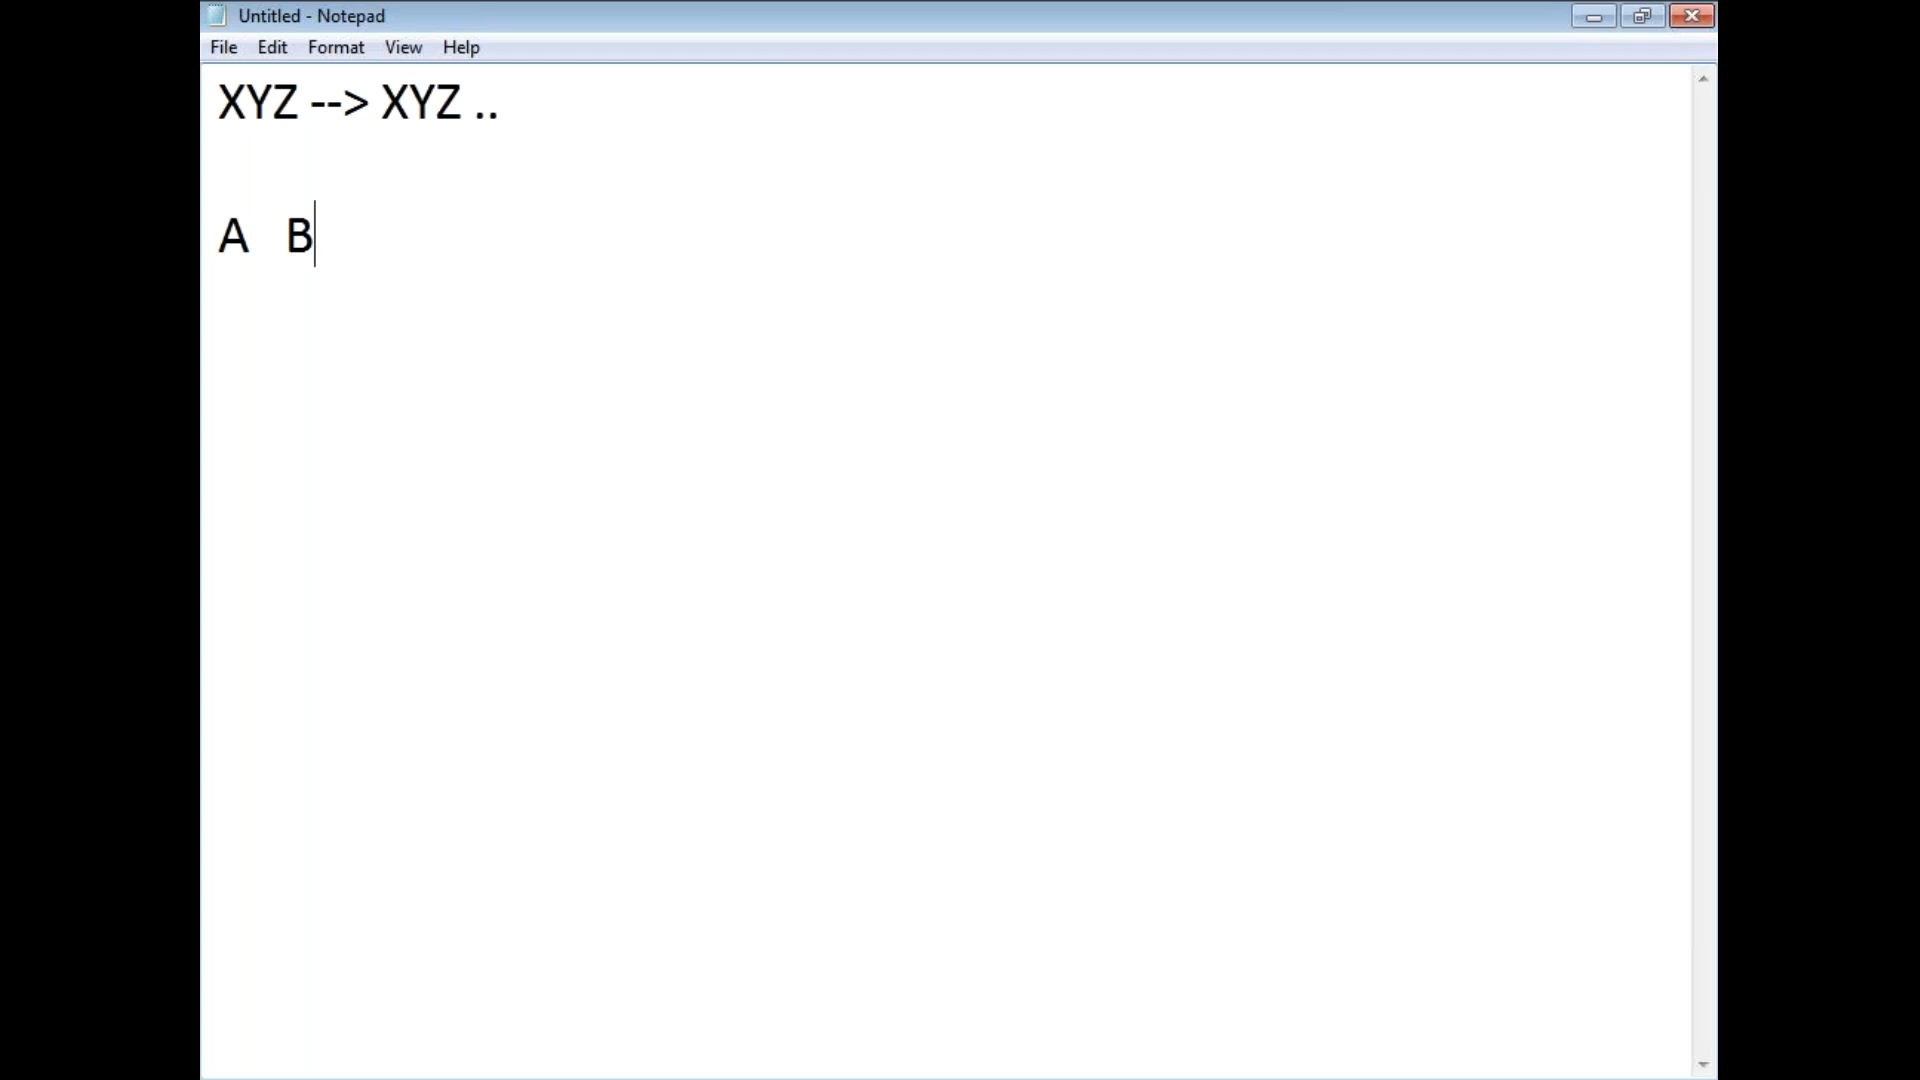 Untitled - Notepad
File Edit Format View Help
XYZ --> XYZ ..
A   B